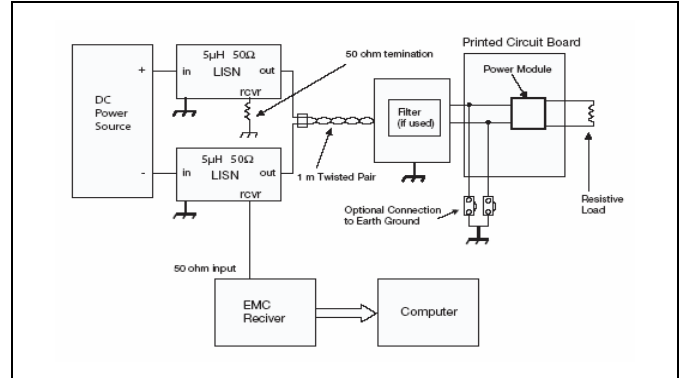 Printed Circuit Board
5µH 50Ω
LISN
in
out
rcvr
+
50 ohm temination
Power Module
DC
Power
Source
Filter
(if used)
5µH 50Ω
LISN
in
out
rcvr
-
1 m Twisted Pair
Optional Connection
to Earth Ground
Resistive
Load
50 ohm input
EMC
Reciver
Computer